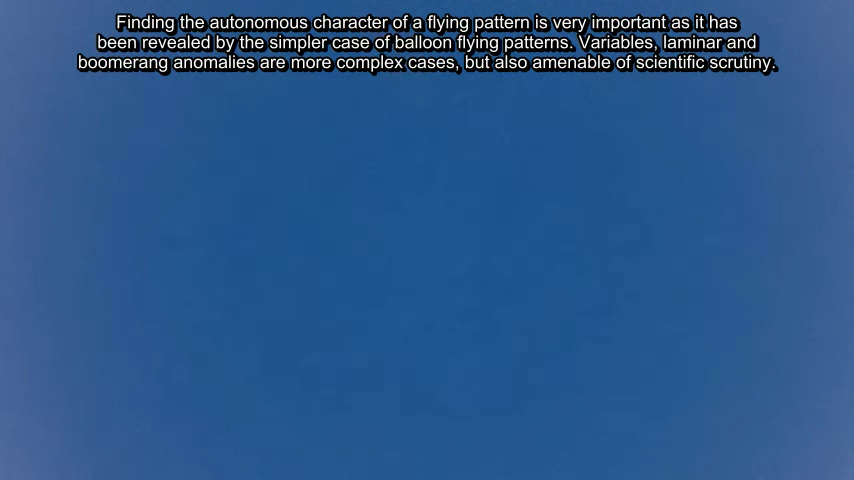 Finding the autonomous character of a flying pattern is very important as it has
been revealed by the simpler case of balloon flying patterns. Variables, laminar and
boomerang anomalies are more complex cases, but also amenable of scientific scrutiny.